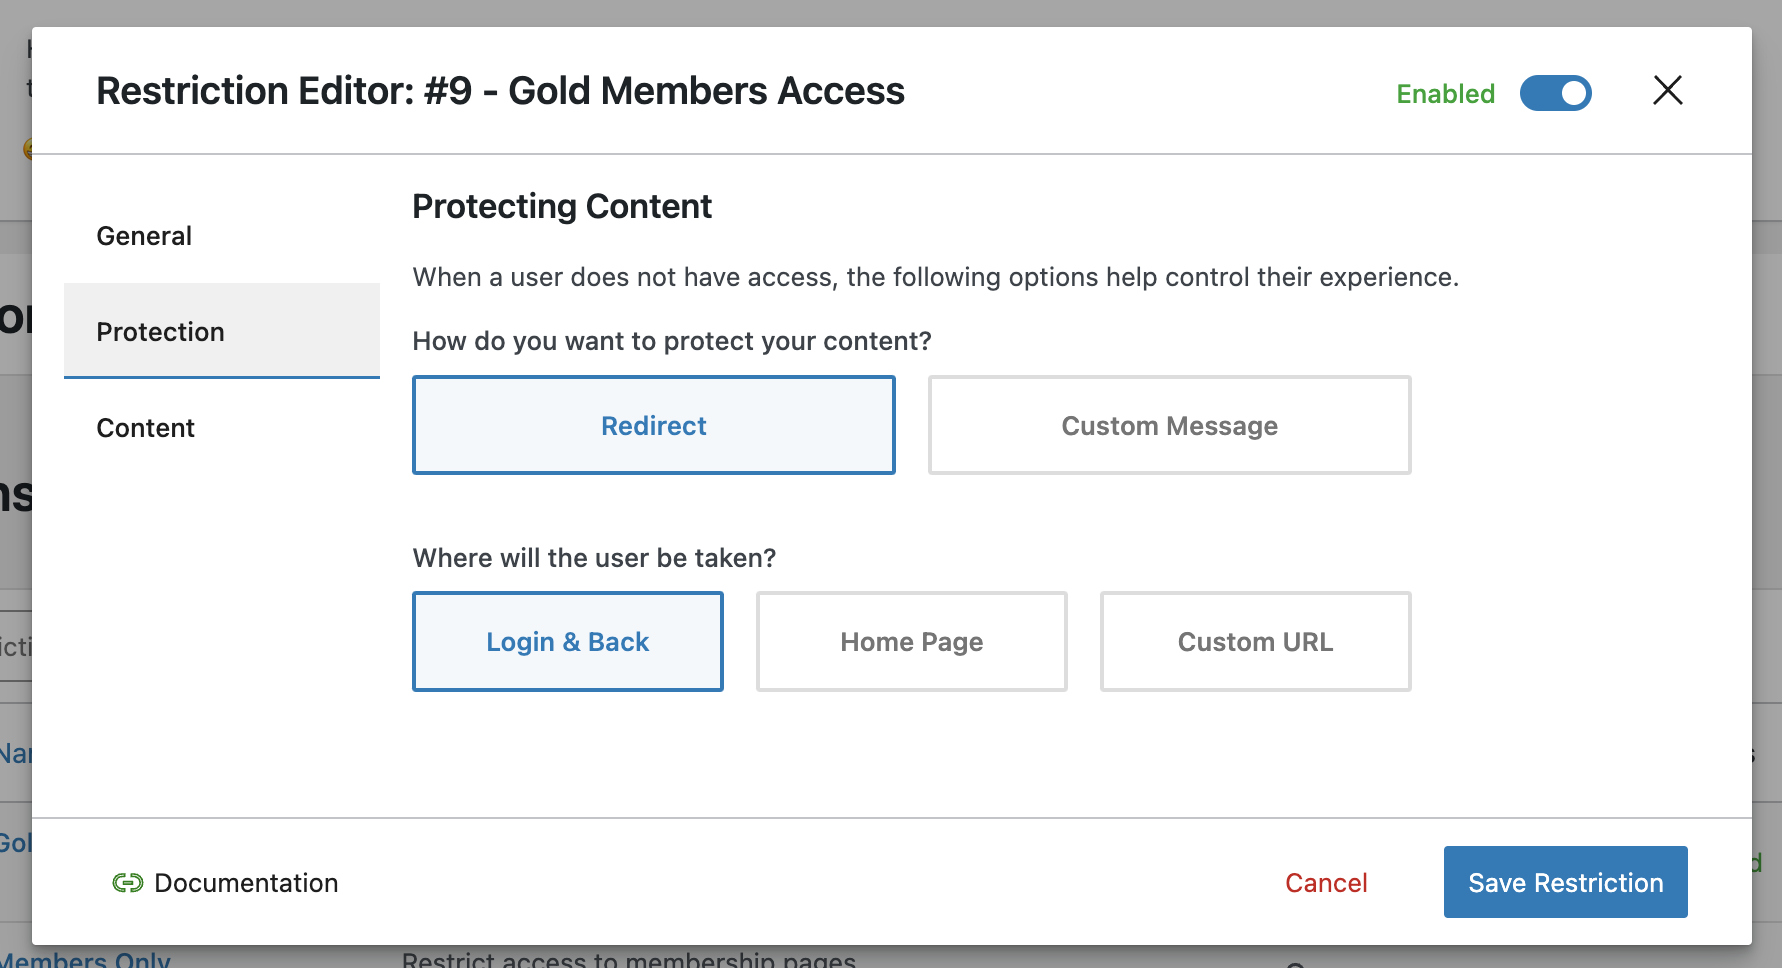 Restriction Editor: #9 - Gold Members Access
Enabled
General
Protection
Content
Protecting Content
When a user does not have access, the following options help control their experience.
How do you want to protect your content?
Redirect
Custom Message
Where will the user be taken?
Login & Back
Home Page
Custom URL
Documentation
Cancel
Save Restriction
Members Only
Restrict access to membership pages